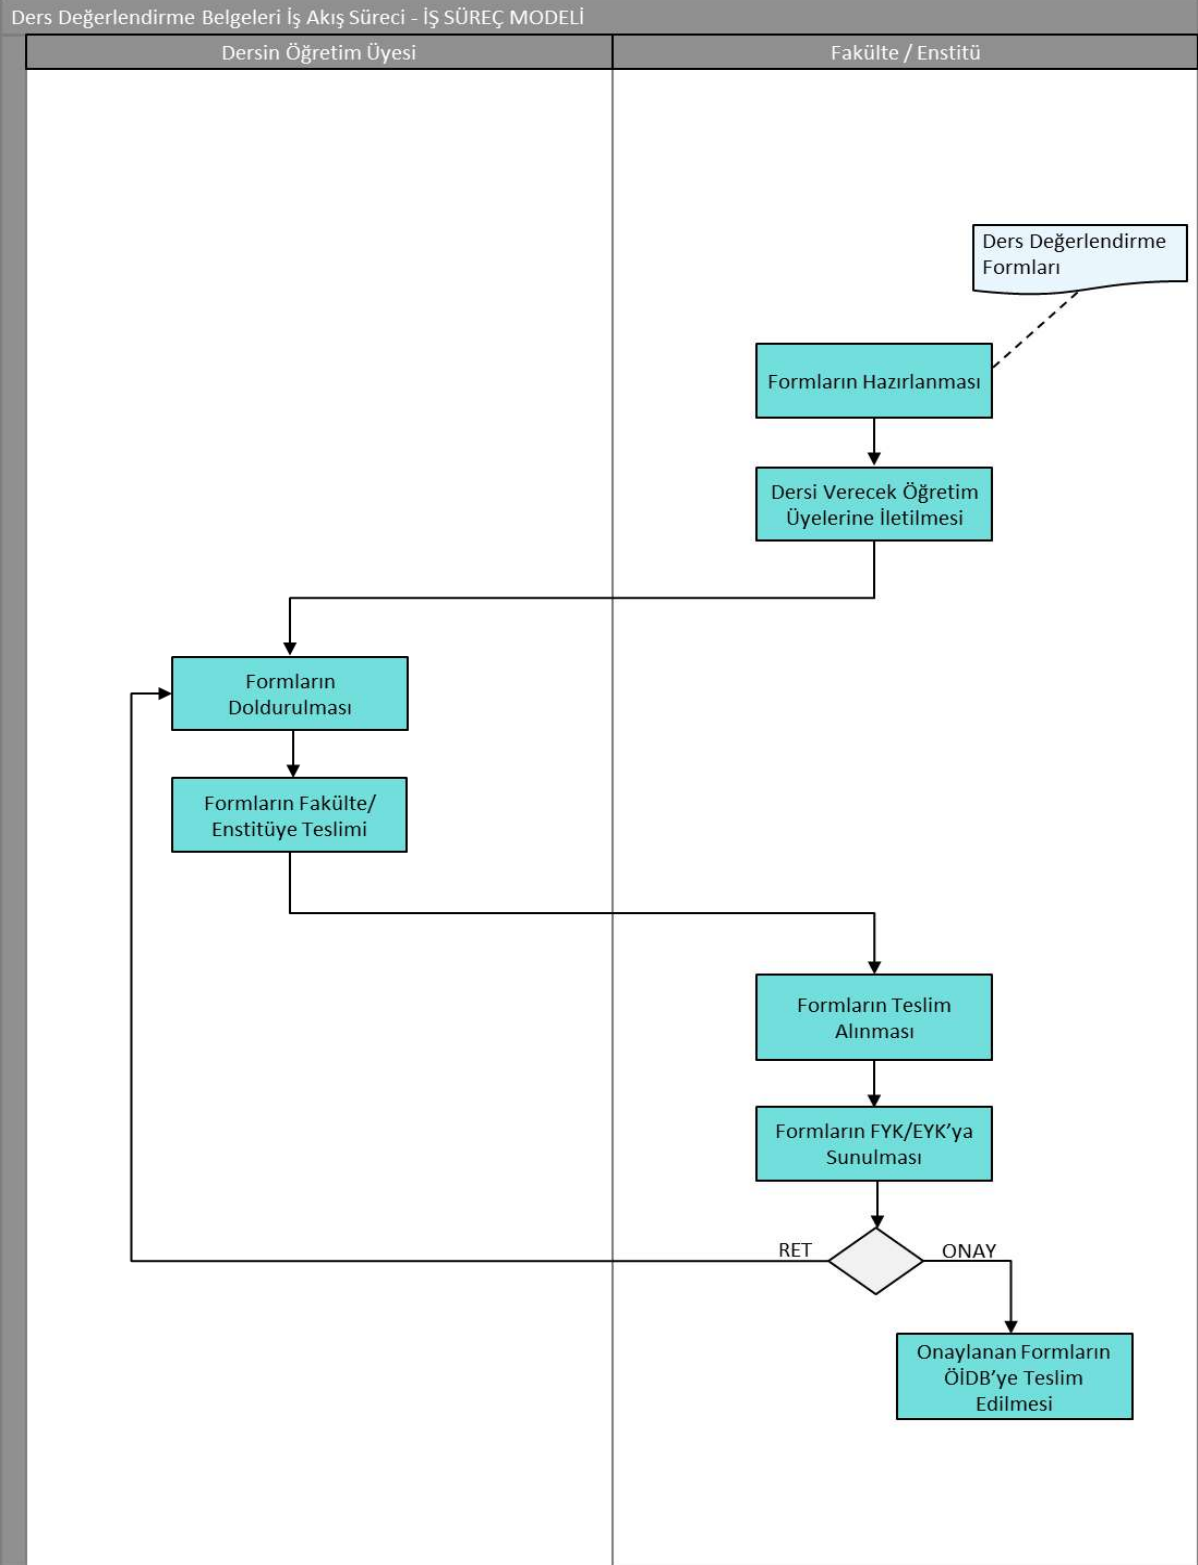 Ders Değerlendirme Belgeleri İş Akış Süreci - İŞ SÜREÇ MODELİ
Dersin Öğretim Üyesi
Fakülte / Enstitü
Ders Değerlendirme
Formları
Formların Hazırlanması
Dersi Verecek Öğretim
Üyelerine İletilmesi
Formların
Doldurulması
Formların Fakülte/
Enstitüye Teslimi
Formların Teslim
Alınması
Formların FYK/EYK’ya
Sunulması
RET
ONAY
Onaylanan Formların
ÖİDB’ye Teslim
Edilmesi